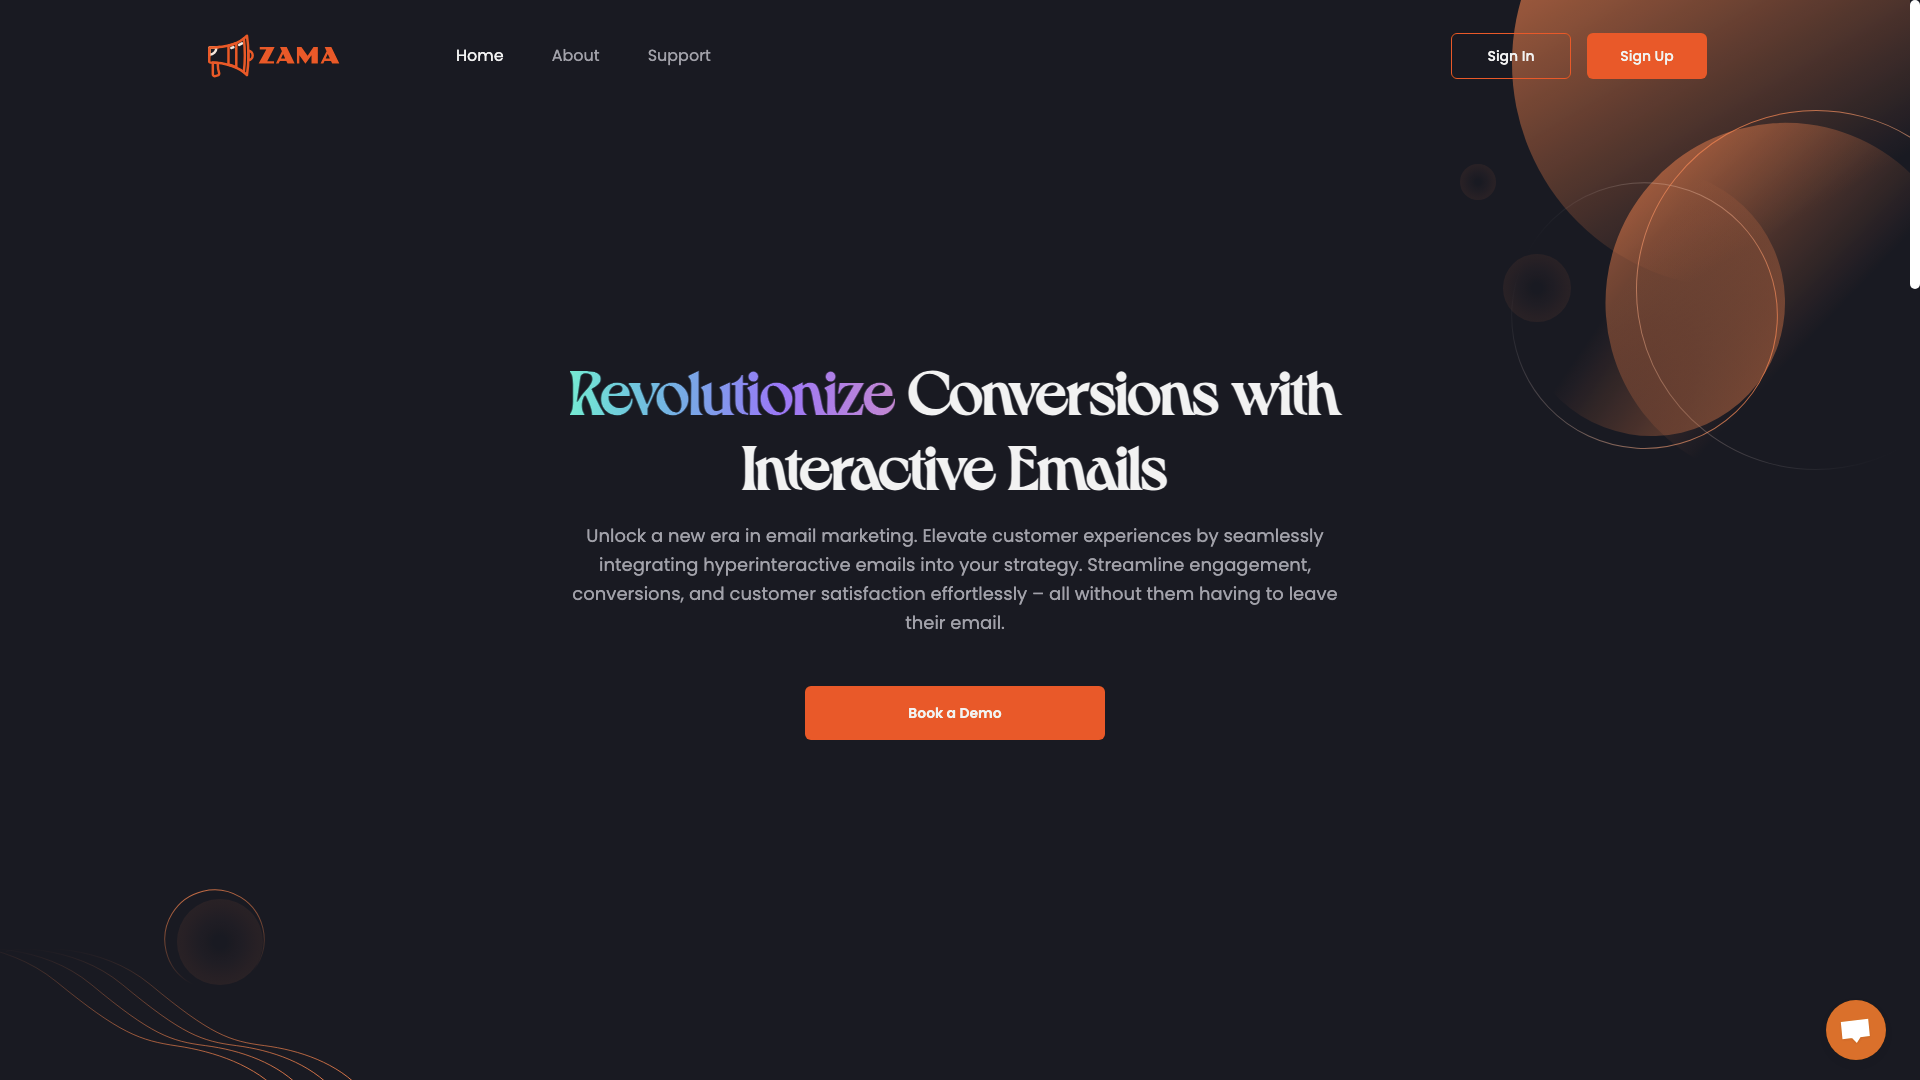 ZAMA
Home
About
Support
Sign In
Sign Up
Revolutionize Conversions with
Interactive Emails
Unlock a new era in email marketing. Elevate customer experiences by seamlessly
integrating hyperinteractive emails into your strategy. Streamline engagement,
conversions, and customer satisfaction effortlessly – all without them having to leave
their email.
Book a Demo